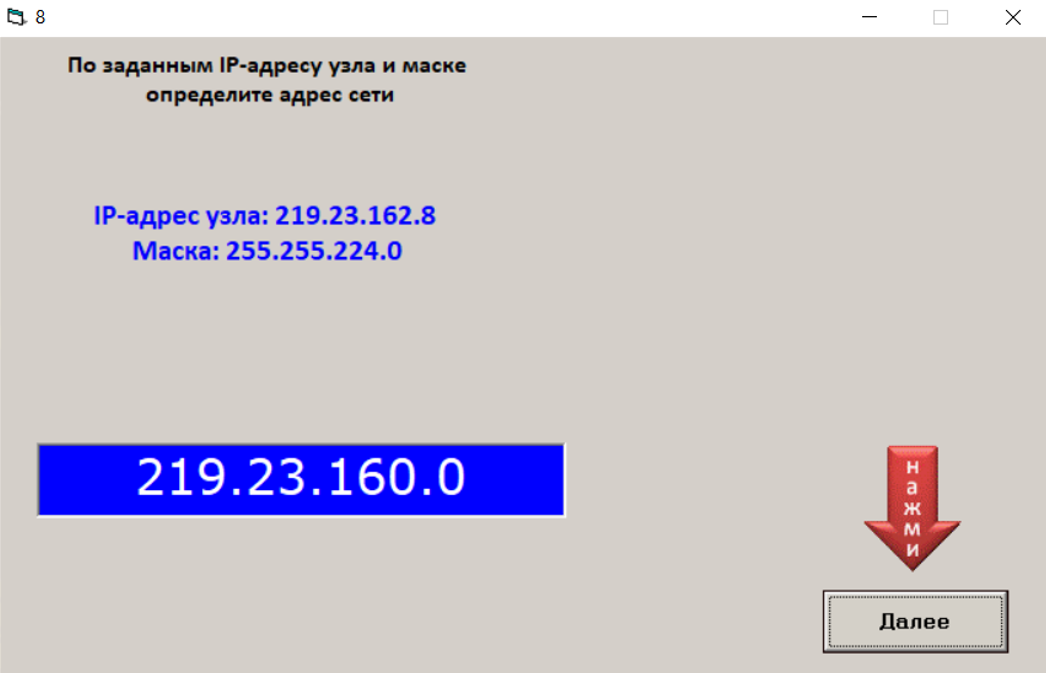 8
По заданным IP-адресу узла и маске
определите адрес сети
IP-адрес узла: 219.23.162.8
Маска: 255.255.224.0
219.23.160.0
нажми
Далее